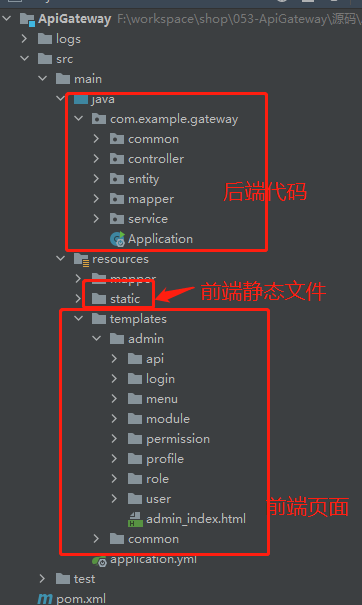 ApiGateway F:\workspace\shop\053-ApiGateway\源码\
logs
src
main
java
com.example.gateway
common
controller
entity
mapper
service
Application
后端代码
resources
mapper
static
前端静态文件
templates
admin
api
login
menu
module
permission
profile
role
user
admin_index.html
前端页面
common
application.yml
test
pom.xml